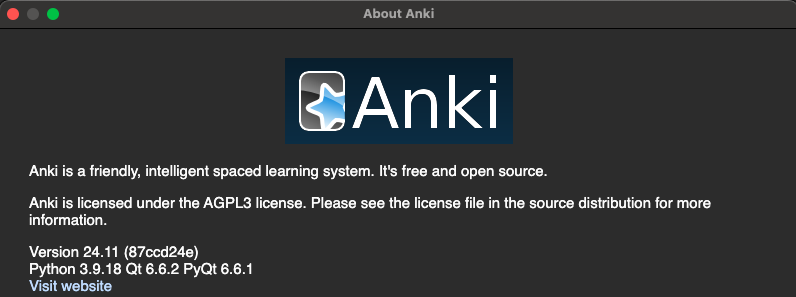 About Anki
Anki
Anki is a friendly, intelligent spaced learning system. It's free and open source.
Anki is licensed under the AGPL3 license. Please see the license file in the source distribution for more
information.
Version 24.11 (87ccd24e)
Python 3.9.18 Qt 6.6.2 PyQt 6.6.1
Visit website